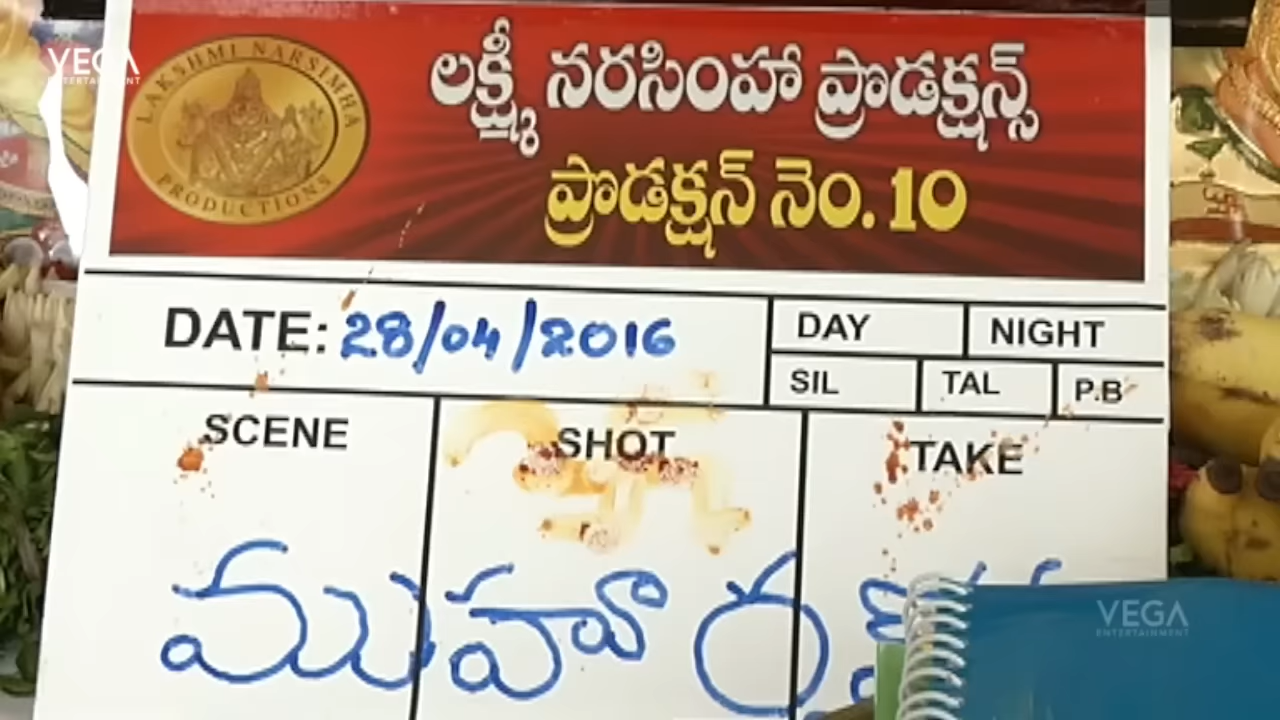 VEGA
ENTERTAINMENT
LAKSHMI NARSIMHA
PRODUCTIONS
లక్ష్మీ నరసింహా ప్రొడక్షన్స్
ప్రొడక్షన్ నెం. 10
DATE: 28/04/2016
DAY NIGHT
SIL TAL P.B
SCENE SHOT TAKE
VEGA
ENTERTAINMENT